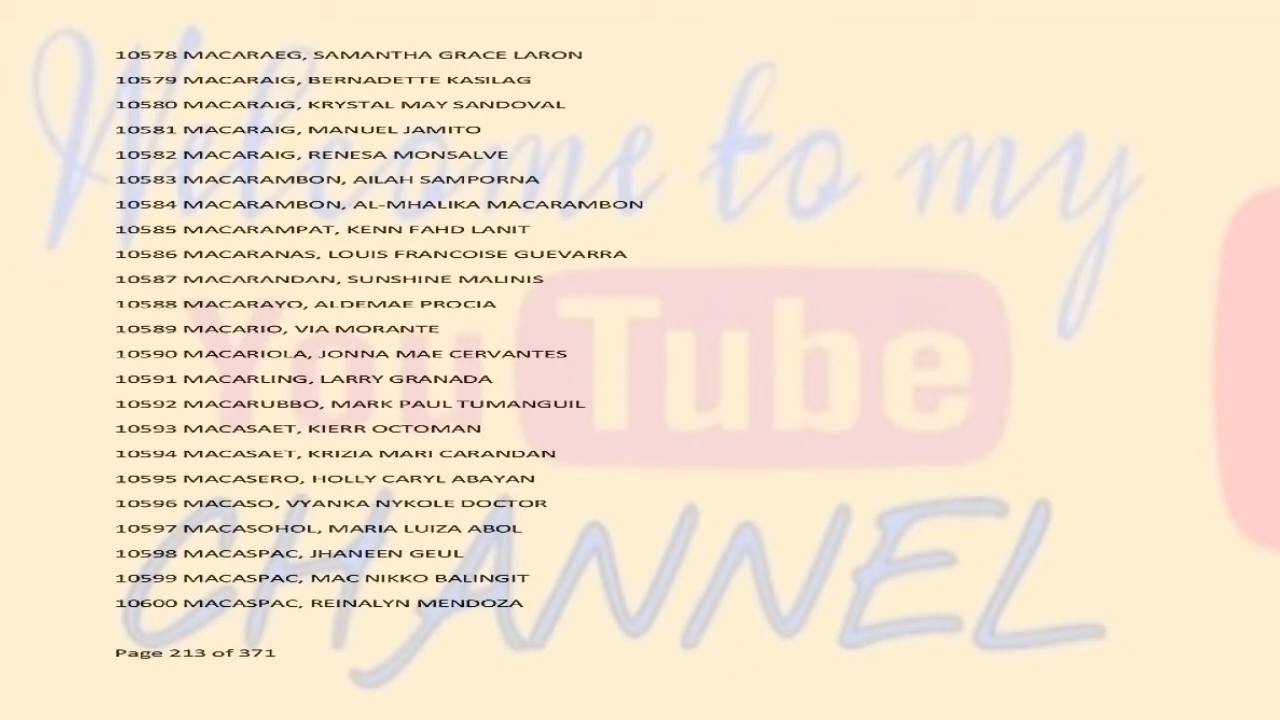 Welcome to my
YouTube
CHANNEL
10578 MACARAEG, SAMANTHA GRACE LARON
10579 MACARAIG, BERNADETTE KASILAG
10580 MACARAIG, KRYSTAL MAY SANDOVAL
10581 MACARAIG, MANUEL JAMITO
10582 MACARAIG, RENESA MONSALVE
10583 MACARAMBON, AILAH SAMPORNA
10584 MACARAMBON, AL-MHALIKA MACARAMBON
10585 MACARAMPAT, KENN FAHD LANIT
10586 MACARANAS, LOUIS FRANCOISE GUEVARRA
10587 MACARANDAN, SUNSHINE MALINIS
10588 MACARAYO, ALDEMAE PROCIA
10589 MACARIO, VIA MORANTE
10590 MACARIOLA, JONNA MAE CERVANTES
10591 MACARLING, LARRY GRANADA
10592 MACARUBBO, MARK PAUL TUMANGUIL
10593 MACASAET, KIERR OCTOMAN
10594 MACASAET, KRIZIA MARI CARANDAN
10595 MACASERO, HOLLY CARYL ABAYAN
10596 MACASO, VYANKA NYKOLE DOCTOR
10597 MACASOHOL, MARIA LUIZA ABOL
10598 MACASPAC, JHANEEN GEUL
10599 MACASPAC, MAC NIKKO BALINGIT
10600 MACASPAC, REINALYN MENDOZA
Page 213 of 371